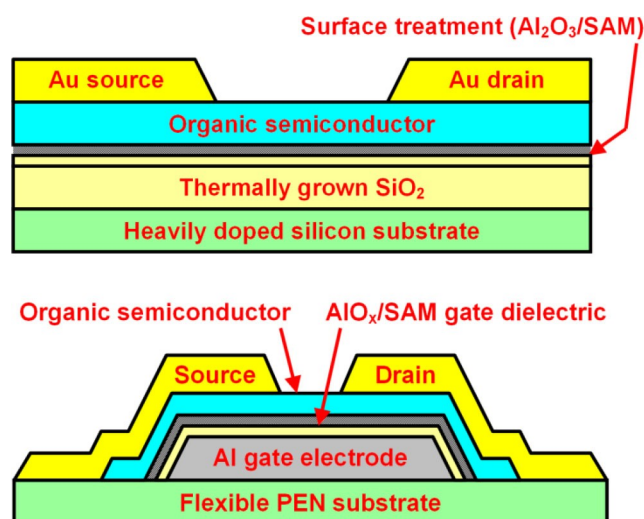 Surface treatment (Al₂O₃/SAM)
Au source
Au drain
Organic semiconductor
Thermally grown SiO₂
Heavily doped silicon substrate
Organic semiconductor
AlOₓ/SAM gate dielectric
Source
Drain
Al gate electrode
Flexible PEN substrate